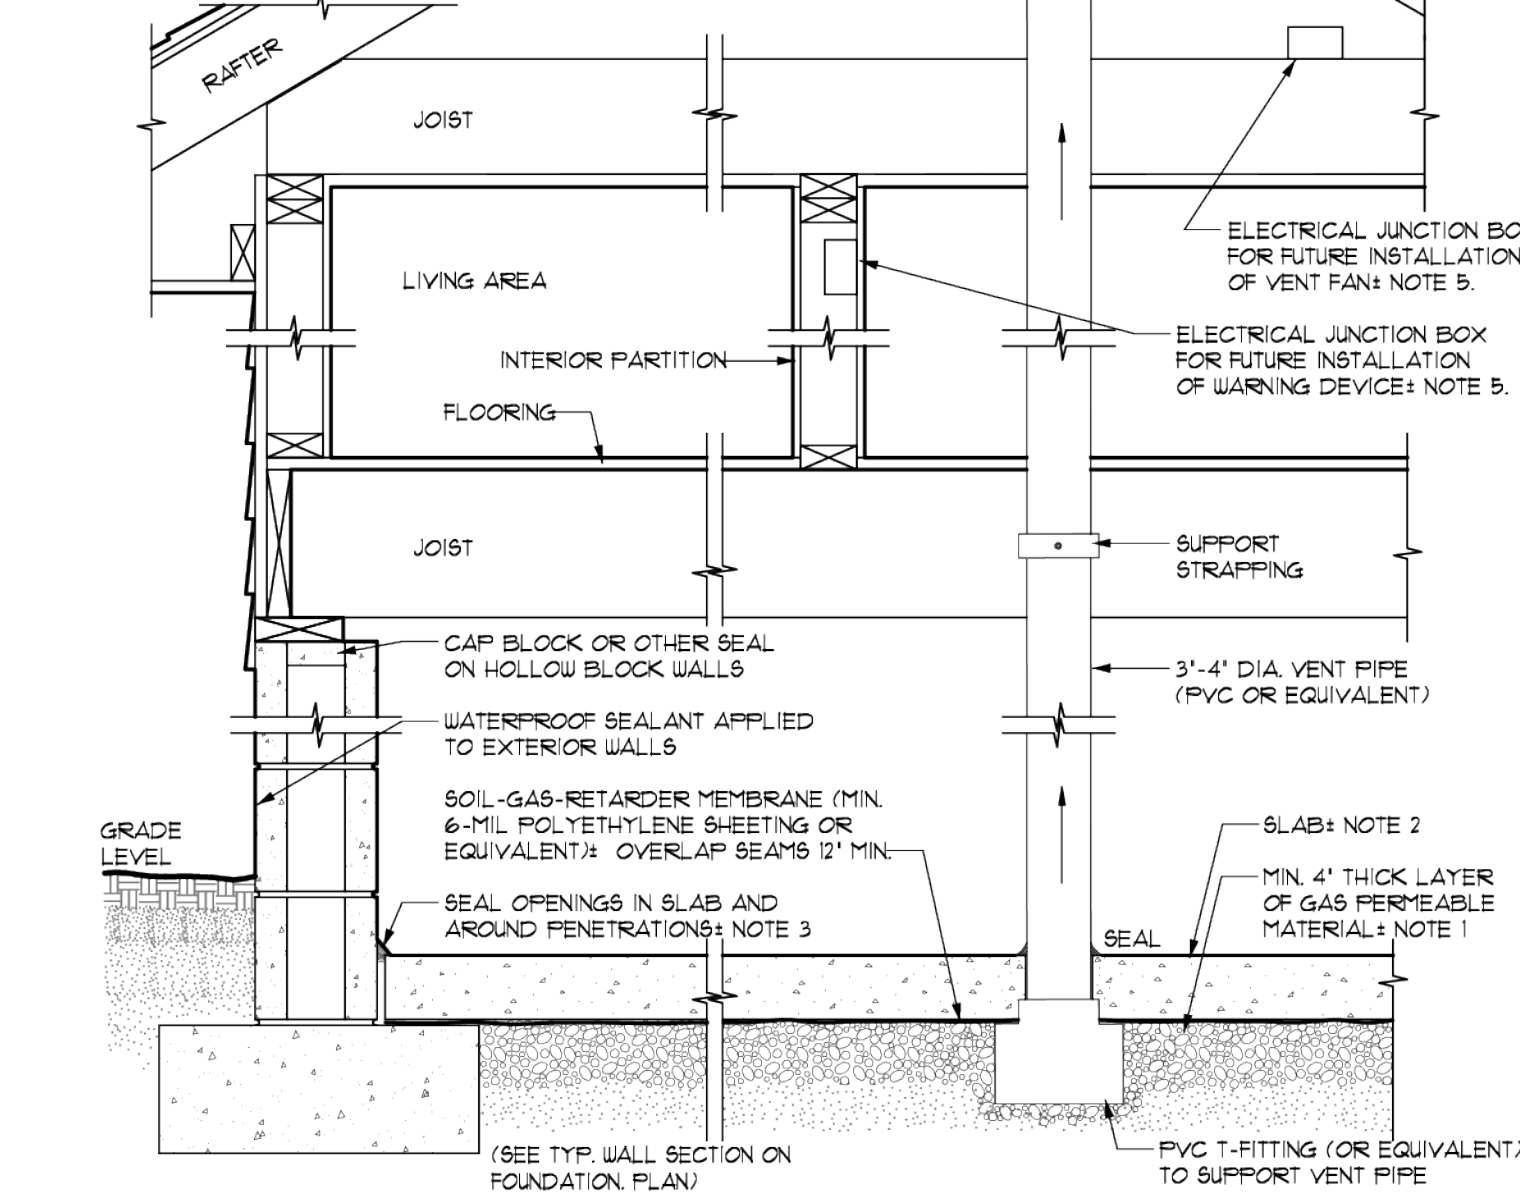 RAFTER
JOIST
ELECTRICAL JUNCTION BO
FOR FUTURE INSTALLATION
OF VENT FAN± NOTE 5.
LIVING AREA
ELECTRICAL JUNCTION BOX
FOR FUTURE INSTALLATION
OF WARNING DEVICE± NOTE 5.
INTERIOR PARTITION
FLOORING
JOIST
SUPPORT
STRAPPING
CAP BLOCK OR OTHER SEAL
ON HOLLOW BLOCK WALLS
3"-4" DIA. VENT PIPE
(PVC OR EQUIVALENT)
WATERPROOF SEALANT APPLIED
TO EXTERIOR WALLS
SOIL-GAS-RETARDER MEMBRANE (MIN.
6-MIL POLYETHYLENE SHEETING OR
EQUIVALENT)± OVERLAP SEAMS 12" MIN.
GRADE
LEVEL
SLAB± NOTE 2
MIN. 4" THICK LAYER
OF GAS PERMEABLE
MATERIAL± NOTE 1
SEAL OPENINGS IN SLAB AND
AROUND PENETRATIONS± NOTE 3
SEAL
(SEE TYP. WALL SECTION ON
FOUNDATION. PLAN)
PVC T-FITTING (OR EQUIVALENT)
TO SUPPORT VENT PIPE